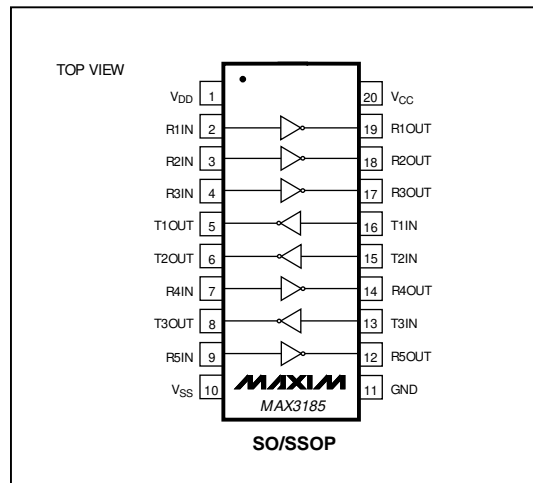 TOP VIEW
VDD 1 20 VCC
R1IN 2 19 R1OUT
R2IN 3 18 R2OUT
R3IN 4 17 R3OUT
T1OUT 5 16 T1IN
T2OUT 6 15 T2IN
R4IN 7 14 R4OUT
T3OUT 8 13 T3IN
R5IN 9 12 R5OUT
VSS 10 MAXIM 11 GND
MAX3185
SO/SSOP